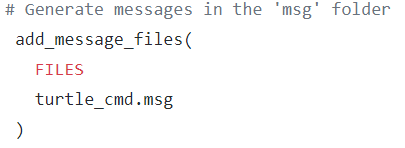 # Generate messages in the 'msg' folder
add_message_files(
FILES
turtle_cmd.msg
)